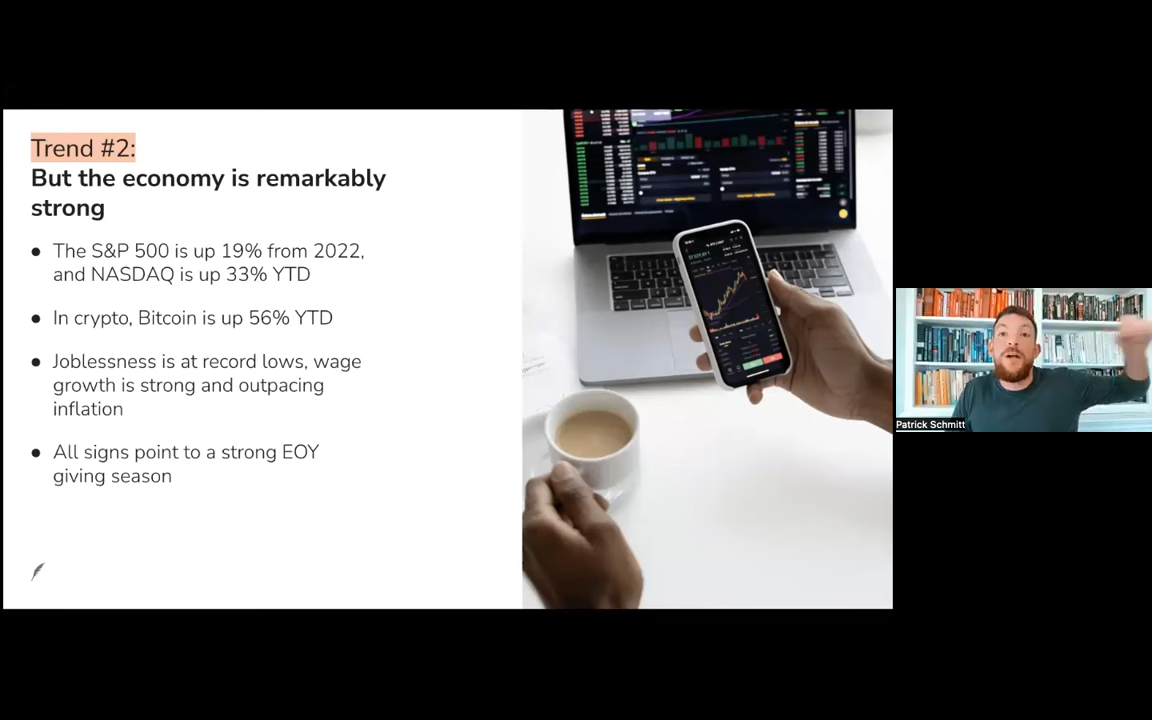 Trend #2:
But the economy is remarkably
strong
● The S&P 500 is up 19% from 2022,
and NASDAQ is up 33% YTD
● In crypto, Bitcoin is up 56% YTD
● Joblessness is at record lows, wage
growth is strong and outpacing
inflation
● All signs point to a strong EOY
giving season
Patrick Schmitt